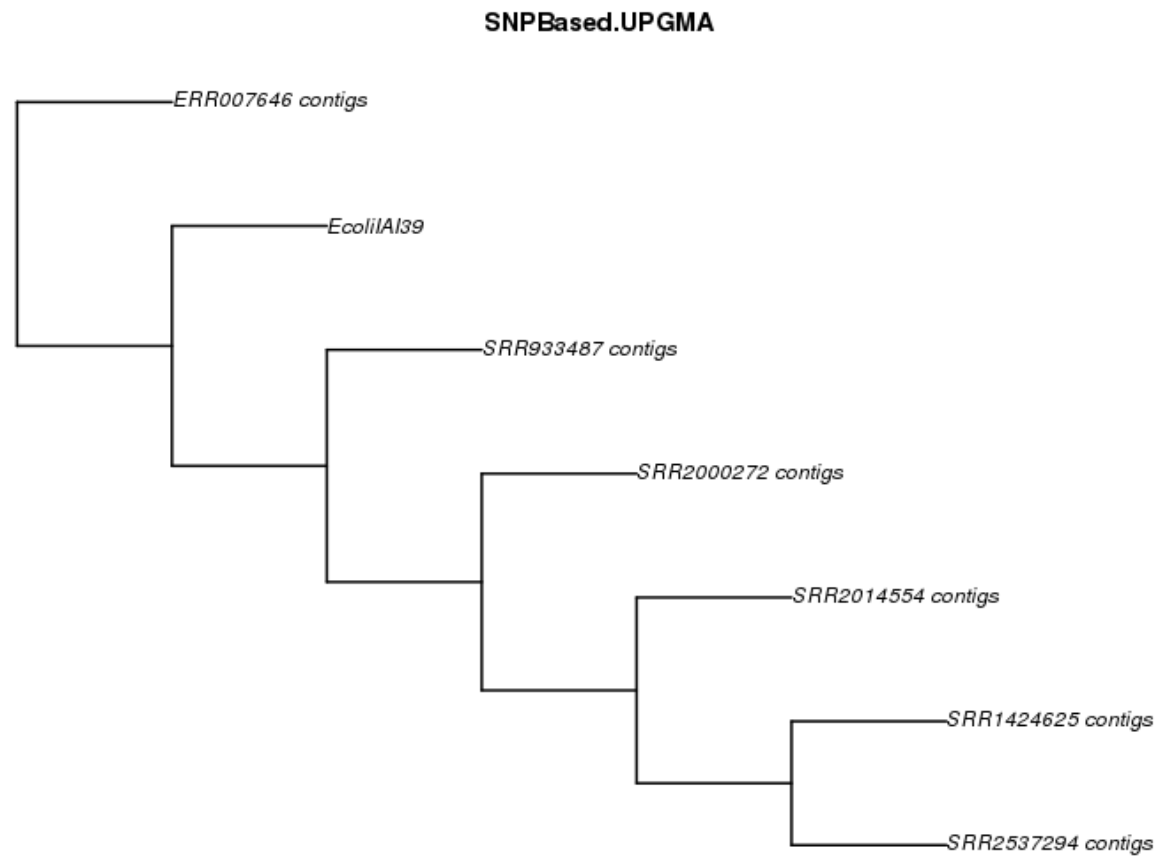 SNPBased.UPGMA
ERR007646 contigs
EcoliIAI39
SRR933487 contigs
SRR2000272 contigs
SRR2014554 contigs
SRR1424625 contigs
SRR2537294 contigs